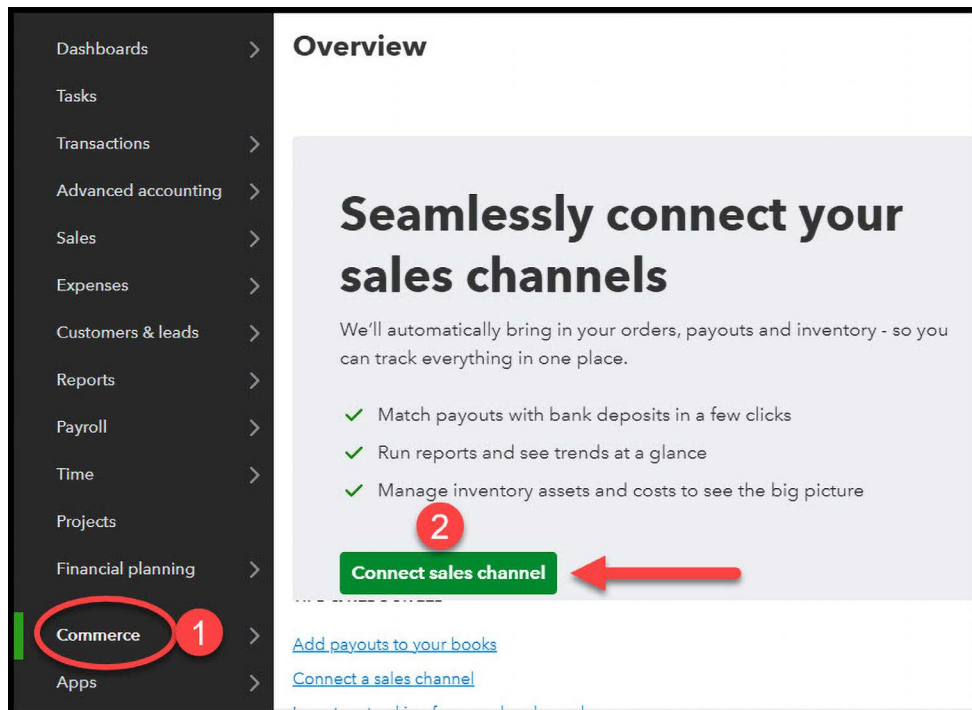 Dashboards
Tasks
Transactions
Advanced accounting
Sales
Expenses
Customers & leads
Reports
Payroll
Time
Projects
Financial planning
Commerce
1
Apps
Overview
Seamlessly connect your
sales channels
We'll automatically bring in your orders, payouts and inventory - so you
can track everything in one place.
Match payouts with bank deposits in a few clicks
Run reports and see trends at a glance
Manage inventory assets and costs to see the big picture
2
Connect sales channel
Add payouts to your books
Connect a sales channel